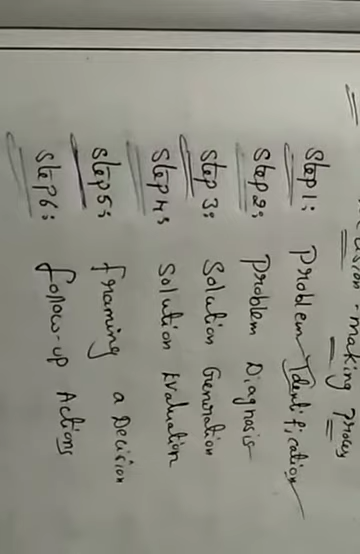 making process
Step 1: Problem Identification
Step 2: Problem Diagnosis
Step 3: Solution Generation
Step 4: Solution Evaluation
Step 5: Framing a Decision
Step 6: Follow-up Actions